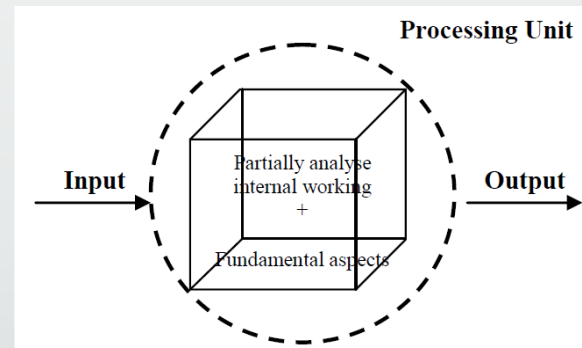 Processing Unit
Input
Partially analyse
internal working
+
Fundamental aspects
Output